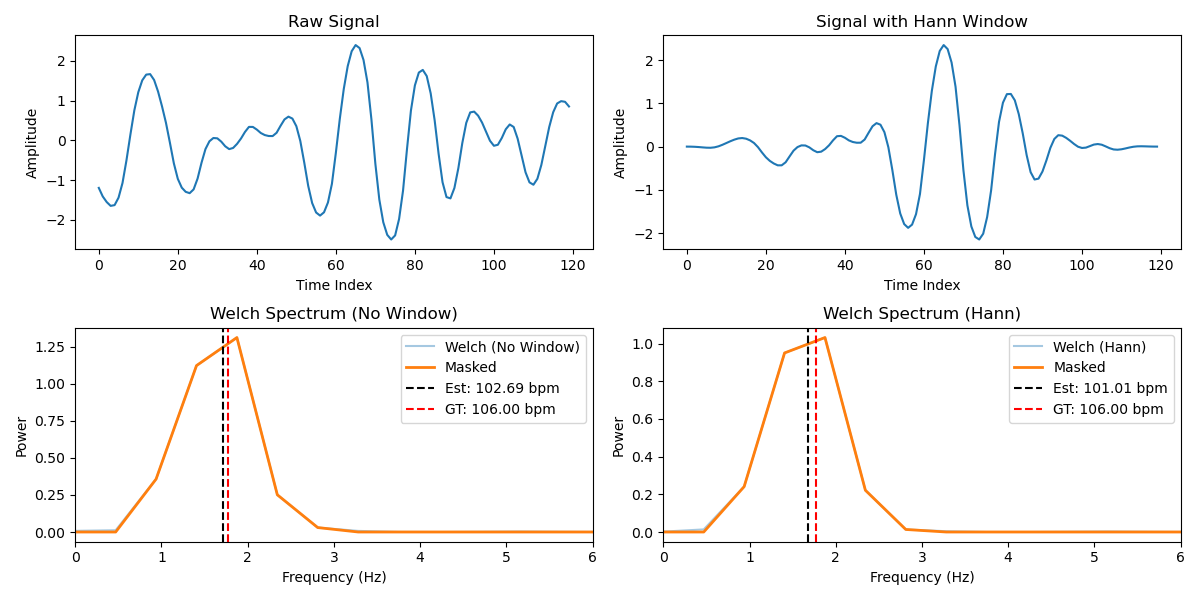 Raw Signal
Amplitude
2
1
0
−1
−2
0 20 40 60 80 100 120
Time Index
Signal with Hann Window
Amplitude
2
1
0
−1
−2
0 20 40 60 80 100 120
Time Index
Welch Spectrum (No Window)
Power
1.25
1.00
0.75
0.50
0.25
0.00
Welch (No Window)
Masked
Est: 102.69 bpm
GT: 106.00 bpm
0 1 2 3 4 5 6
Frequency (Hz)
Welch Spectrum (Hann)
Power
1.0
0.8
0.6
0.4
0.2
0.0
Welch (Hann)
Masked
Est: 101.01 bpm
GT: 106.00 bpm
0 1 2 3 4 5 6
Frequency (Hz)